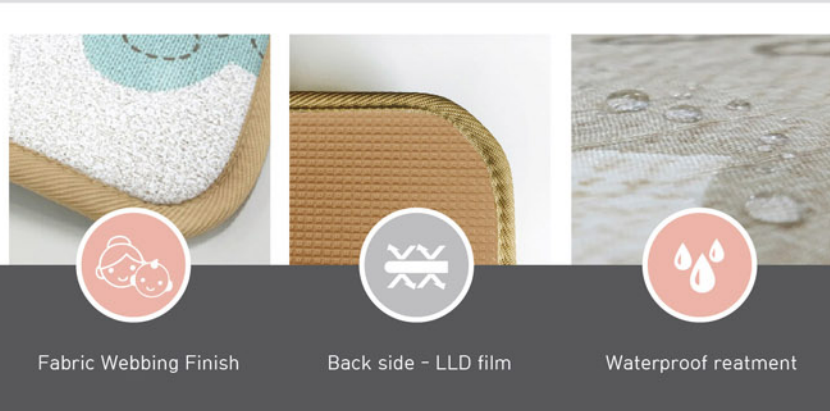 Fabric Webbing Finish
Back side – LLD film
Waterproof reatment